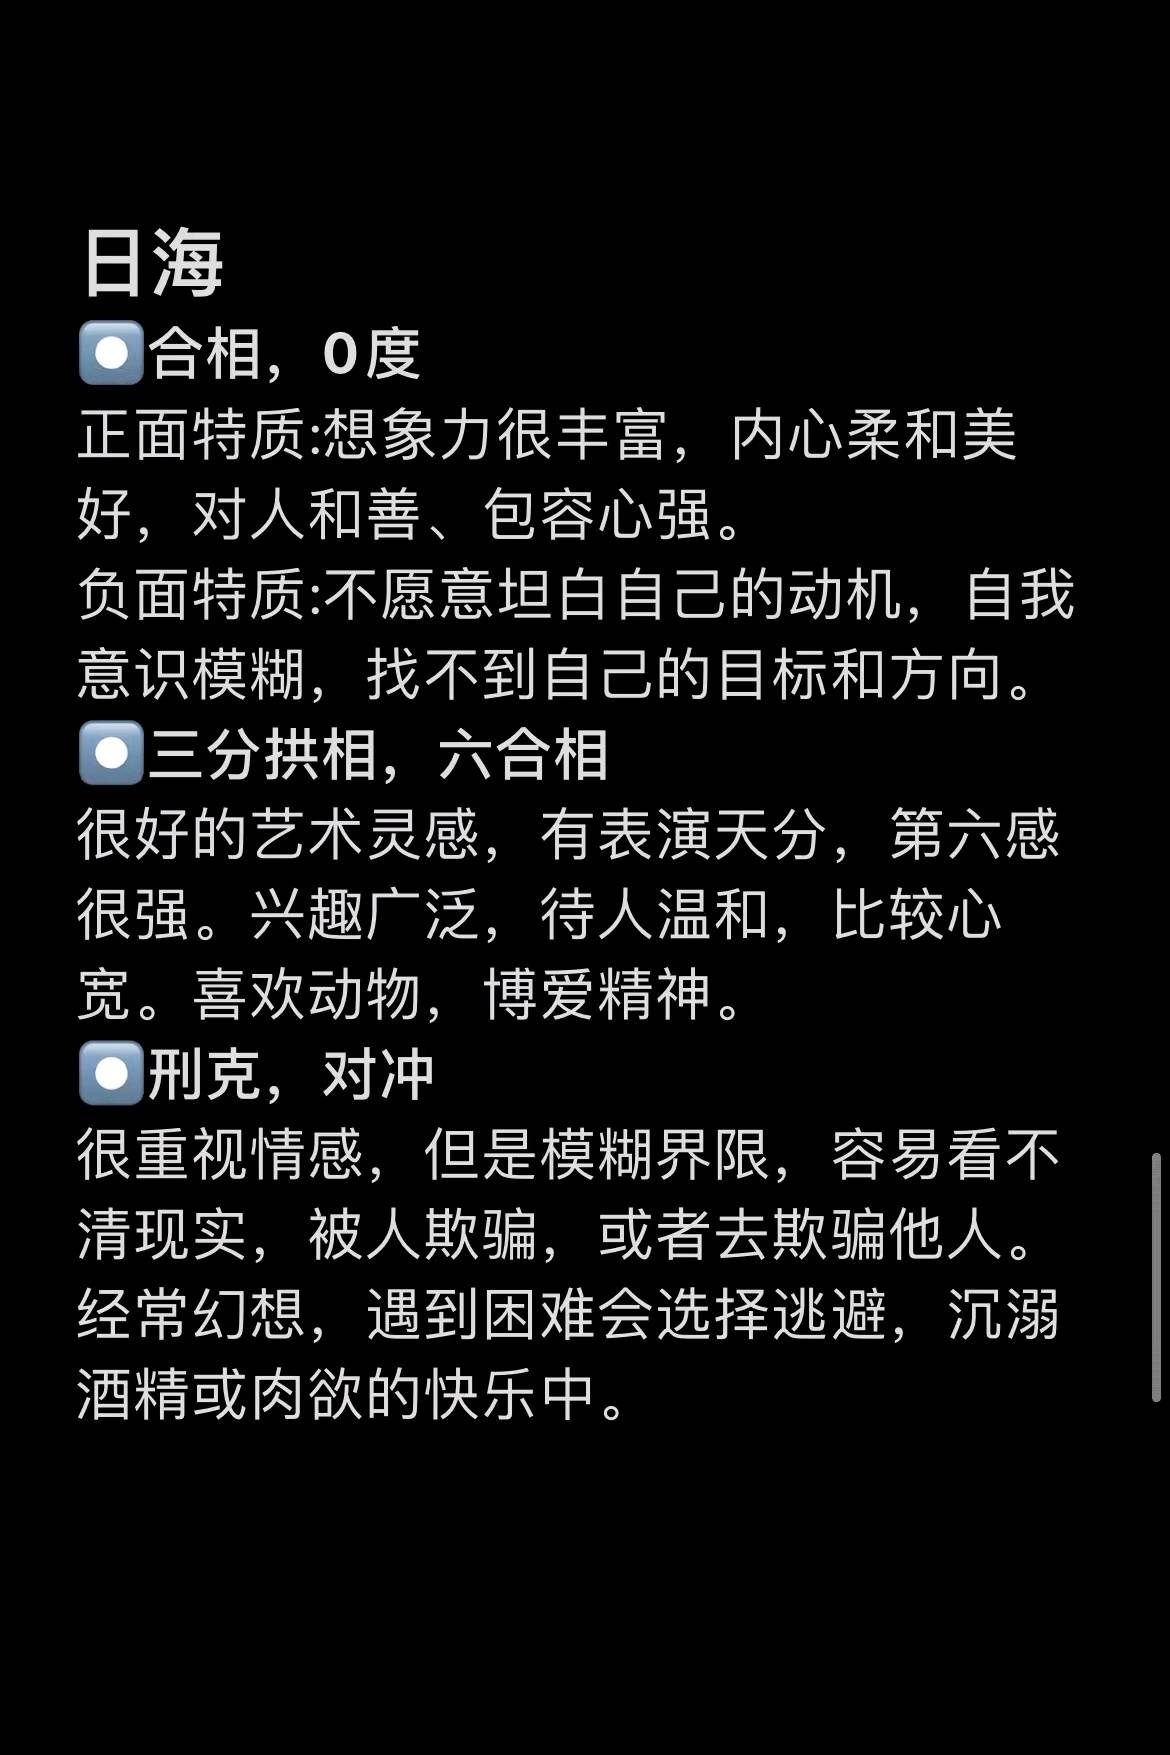 日海
⏺合相，0度
正面特质:想象力很丰富，内心柔和美
好，对人和善、包容心强。
负面特质:不愿意坦白自己的动机，自我
意识模糊，找不到自己的目标和方向。
⏺三分拱相，六合相
很好的艺术灵感，有表演天分，第六感
很强。兴趣广泛，待人温和，比较心
宽。喜欢动物，博爱精神。
⏺刑克，对冲
很重视情感，但是模糊界限，容易看不
清现实，被人欺骗，或者去欺骗他人。
经常幻想，遇到困难会选择逃避，沉溺
酒精或肉欲的快乐中。